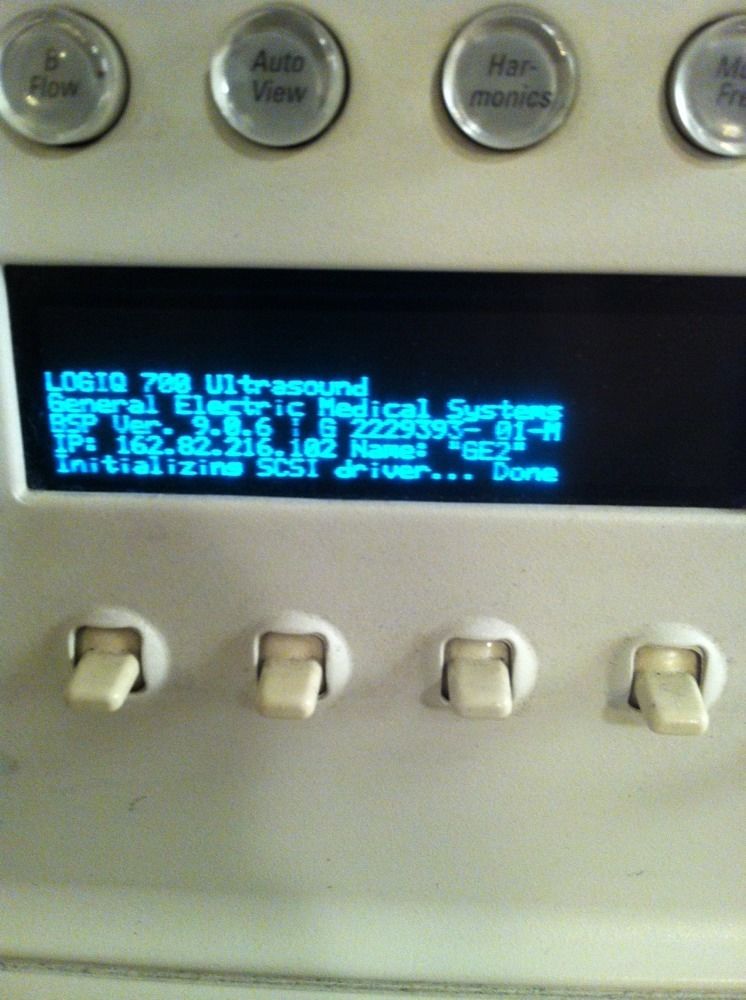 B Flow
Auto View
Har-monics
LOGIQ 700 Ultrasound
General Electric Medical Systems
BSP Ver. 9.0.6 : G 2229393- 01-M
IP: 162.82.216.102 Name: "GE2"
Initializing SCSI driver... Done